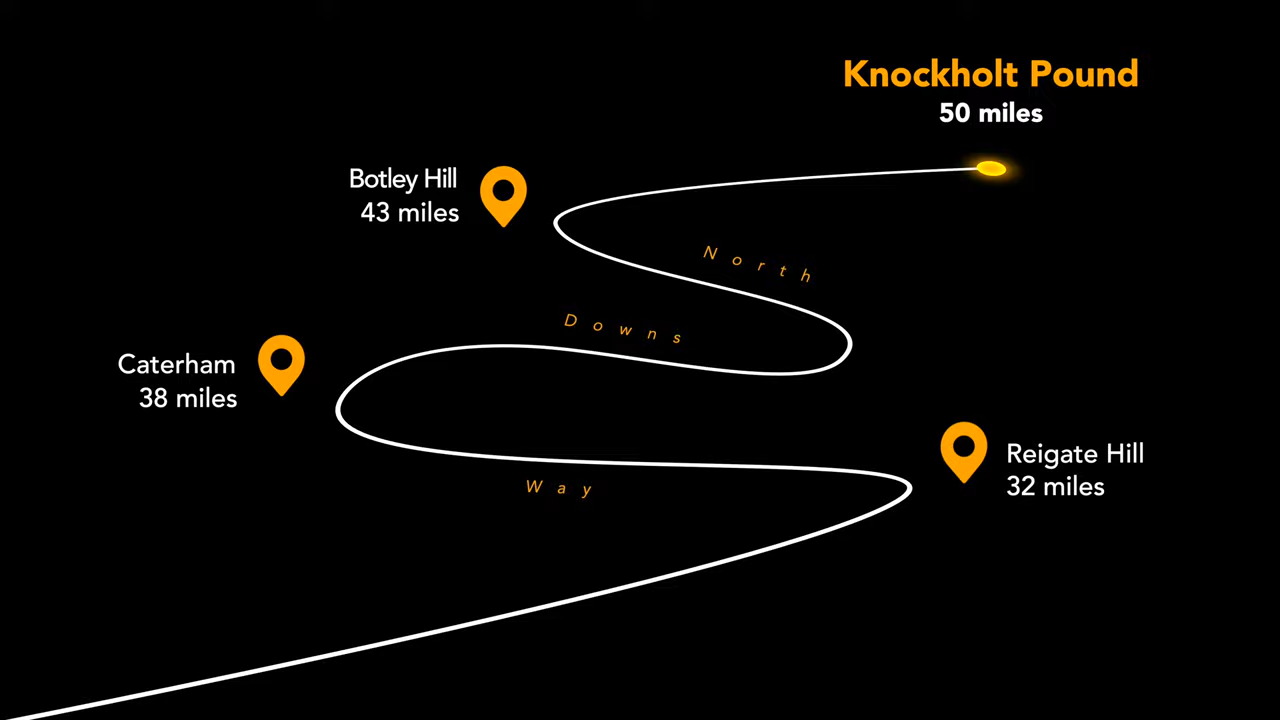 Knockholt Pound
50 miles
Botley Hill
43 miles
North
Downs
Caterham
38 miles
Reigate Hill
32 miles
Way